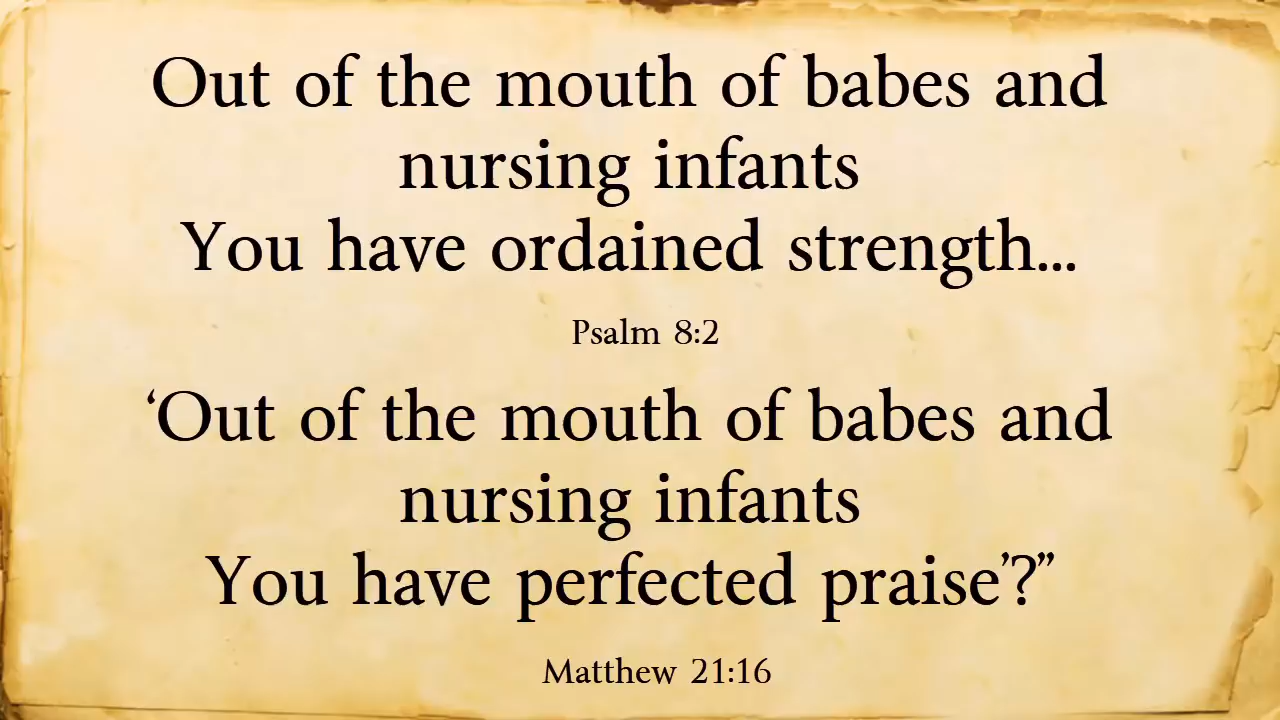 Out of the mouth of babes and
nursing infants
You have ordained strength...
Psalm 8:2
‘Out of the mouth of babes and
nursing infants
You have perfected praise’?”
Matthew 21:16